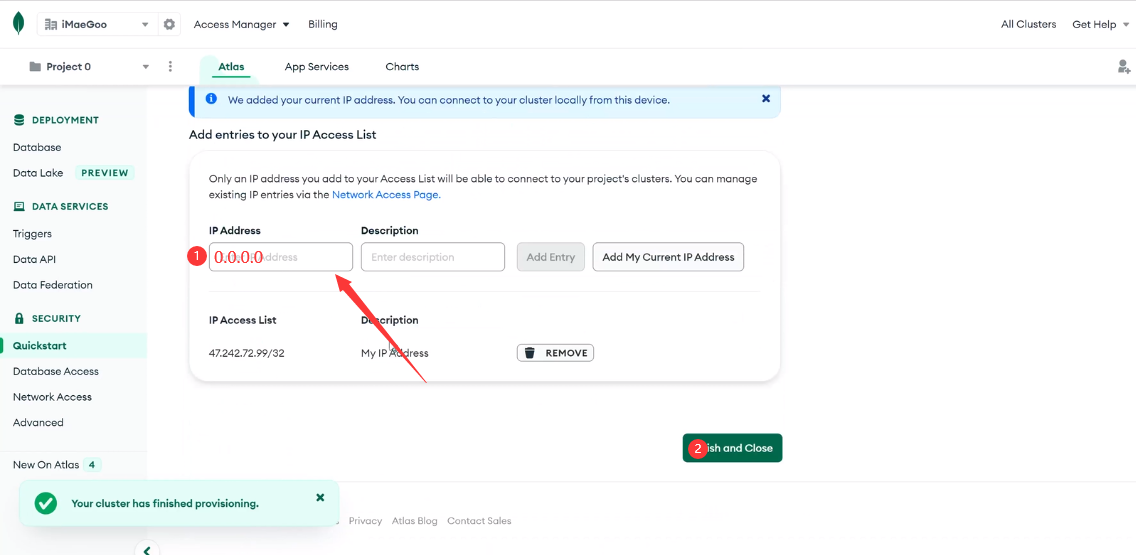 iMaeGoo
Access Manager
Billing
All Clusters
Get Help
Project 0
Atlas
App Services
Charts
We added your current IP address. You can connect to your cluster locally from this device.
DEPLOYMENT
Database
Data Lake PREVIEW
DATA SERVICES
Triggers
Data API
Data Federation
SECURITY
Quickstart
Database Access
Network Access
Advanced
New On Atlas 4
Add entries to your IP Access List
Only an IP address you add to your Access List will be able to connect to your project's clusters. You can manage
existing IP entries via the Network Access Page.
IP Address
Description
1
0.0.0.0
Address
Enter description
Add Entry
Add My Current IP Address
IP Access List
Description
47.242.72.99/32
My IP Address
REMOVE
2
ish and Close
Your cluster has finished provisioning.
Privacy
Atlas Blog
Contact Sales